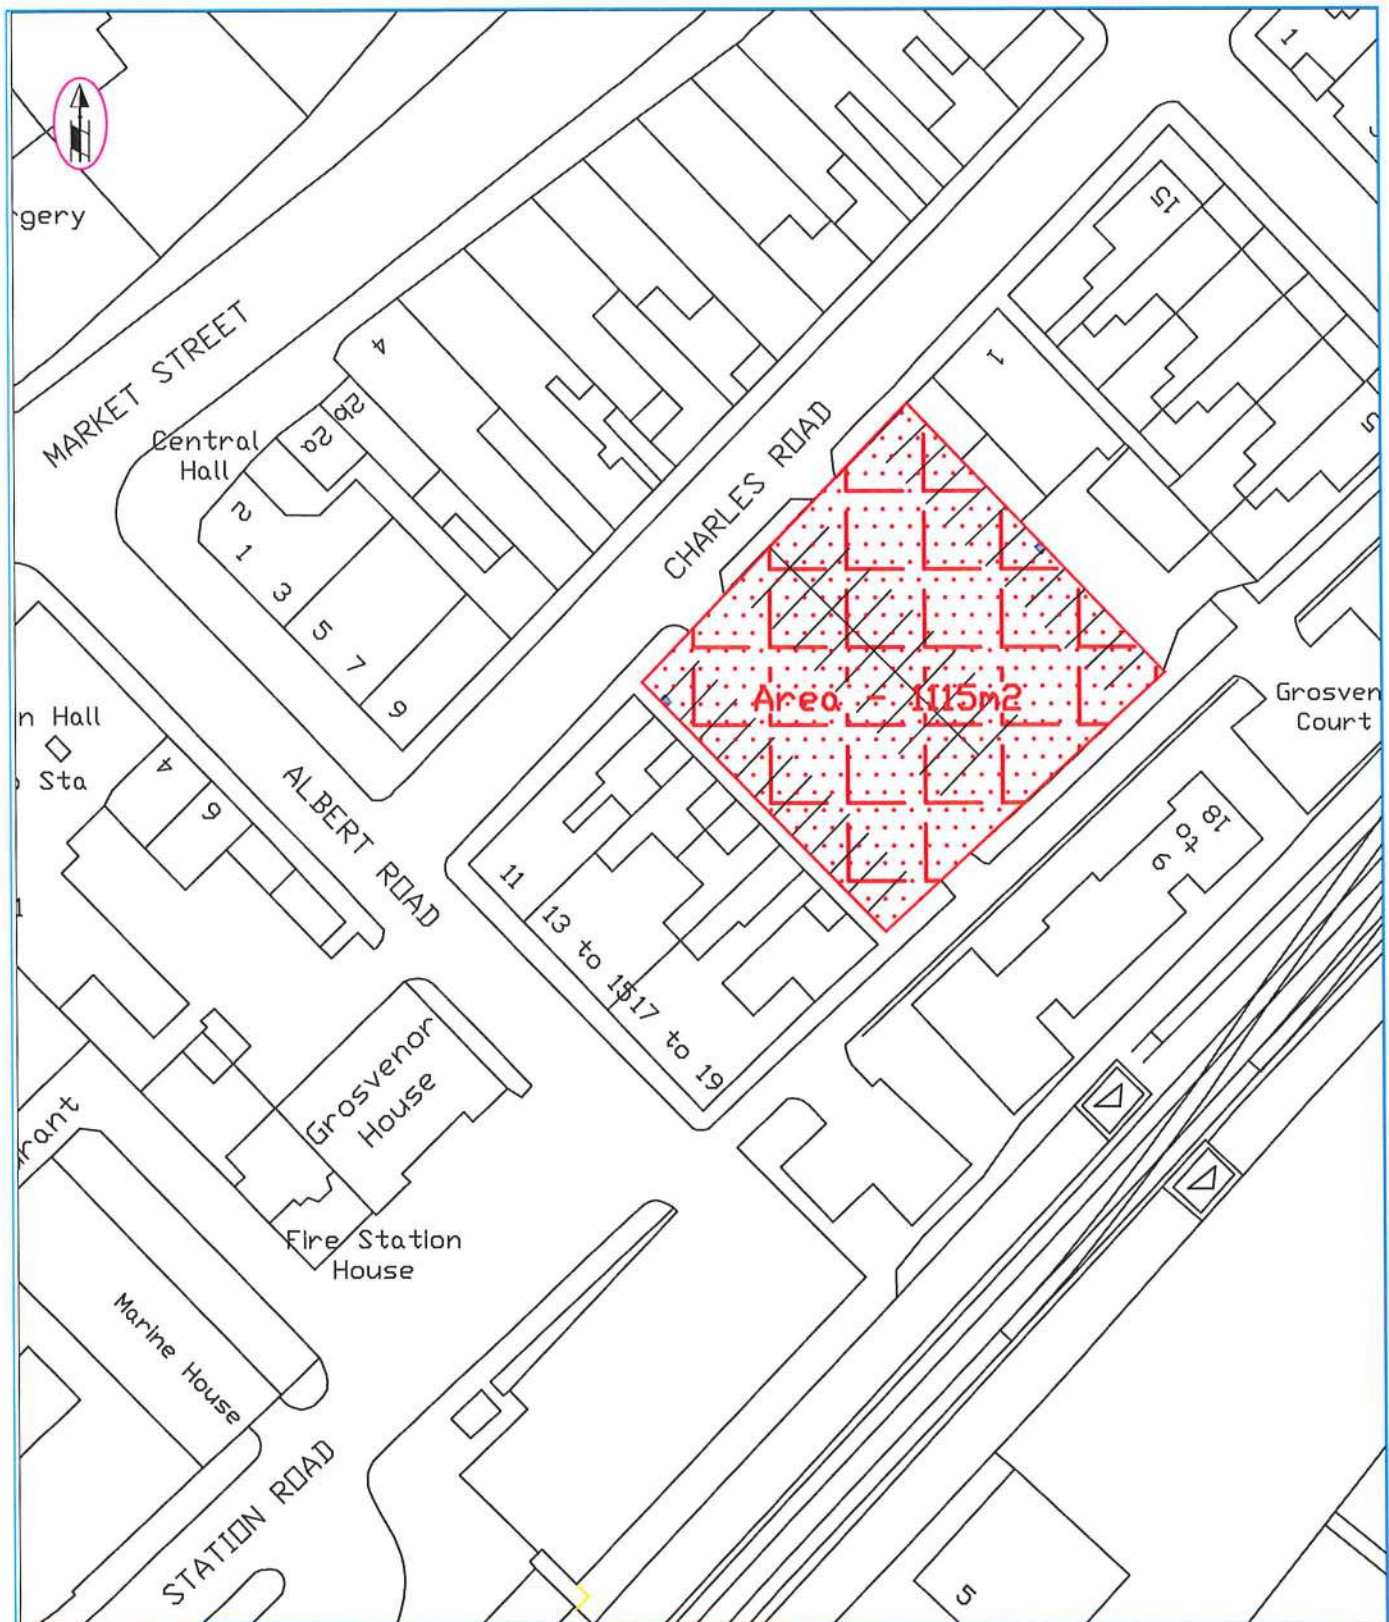 1
15
rgery
MARKET STREET
4
1
2b
2a
Central
Hall
CHARLES ROAD
5
2
1
3
5
7
9
Area - 1115m2
Grosven
Court
n Hall
Sta
4
6
ALBERT ROAD
18
to
9
11
13 to 15
17 to 19
Grosvenor
House
rant
Fire Station
House
Marine House
STATION ROAD
5